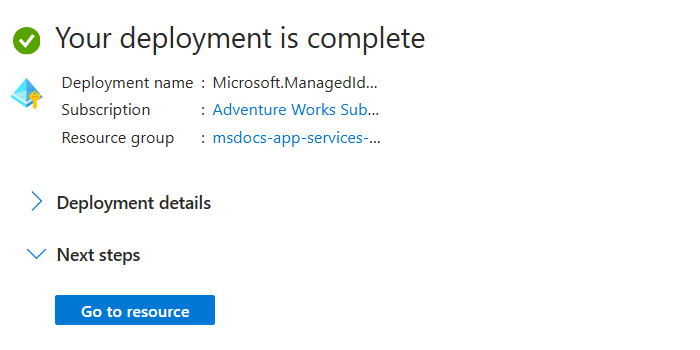 Your deployment is complete
Deployment name : Microsoft.ManagedId...
Subscription : Adventure Works Sub...
Resource group : msdocs-app-services-...
Deployment details
Next steps
Go to resource